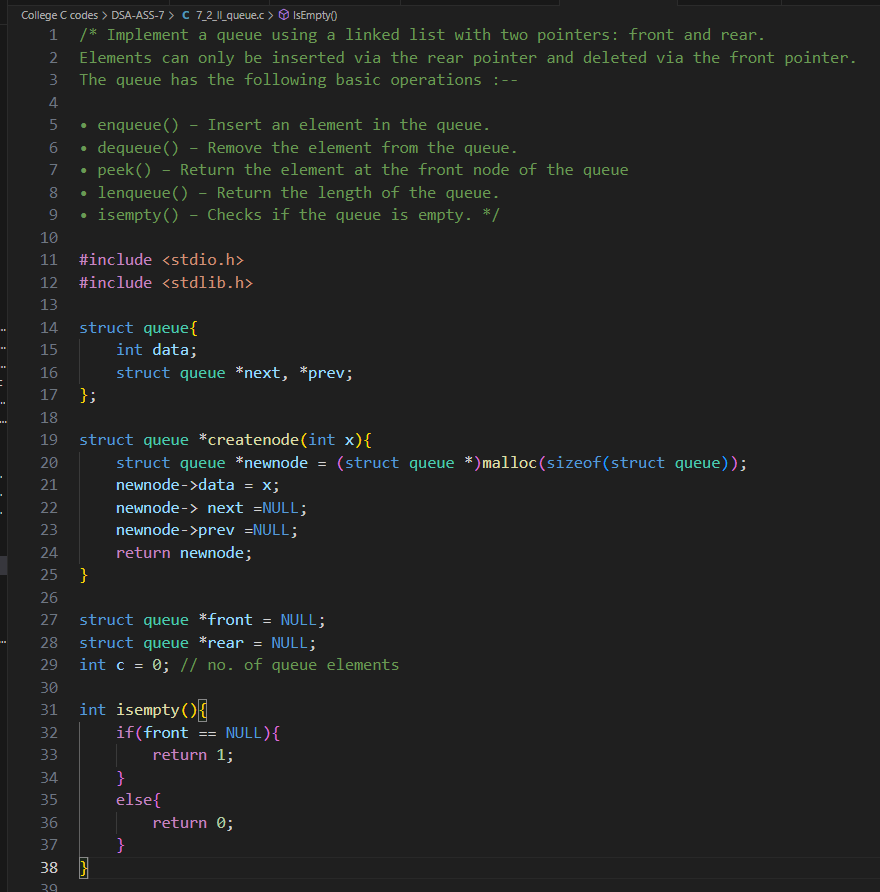 College C codes > DSA-ASS-7 > C 7_2_ll_queue.c > IsEmpty()
1 /* Implement a queue using a linked list with two pointers: front and rear.
2 Elements can only be inserted via the rear pointer and deleted via the front pointer.
3 The queue has the following basic operations :--
4
5 • enqueue() – Insert an element in the queue.
6 • dequeue() – Remove the element from the queue.
7 • peek() – Return the element at the front node of the queue
8 • lenqueue() – Return the length of the queue.
9 • isempty() – Checks if the queue is empty. */
10
11 #include <stdio.h>
12 #include <stdlib.h>
13
14 struct queue{
15     int data;
16     struct queue *next, *prev;
17 };
18
19 struct queue *createnode(int x){
20     struct queue *newnode = (struct queue *)malloc(sizeof(struct queue));
21     newnode->data = x;
22     newnode-> next =NULL;
23     newnode->prev =NULL;
24     return newnode;
25 }
26
27 struct queue *front = NULL;
28 struct queue *rear = NULL;
29 int c = 0; // no. of queue elements
30
31 int isempty(){
32     if(front == NULL){
33         return 1;
34     }
35     else{
36         return 0;
37     }
38 }
39